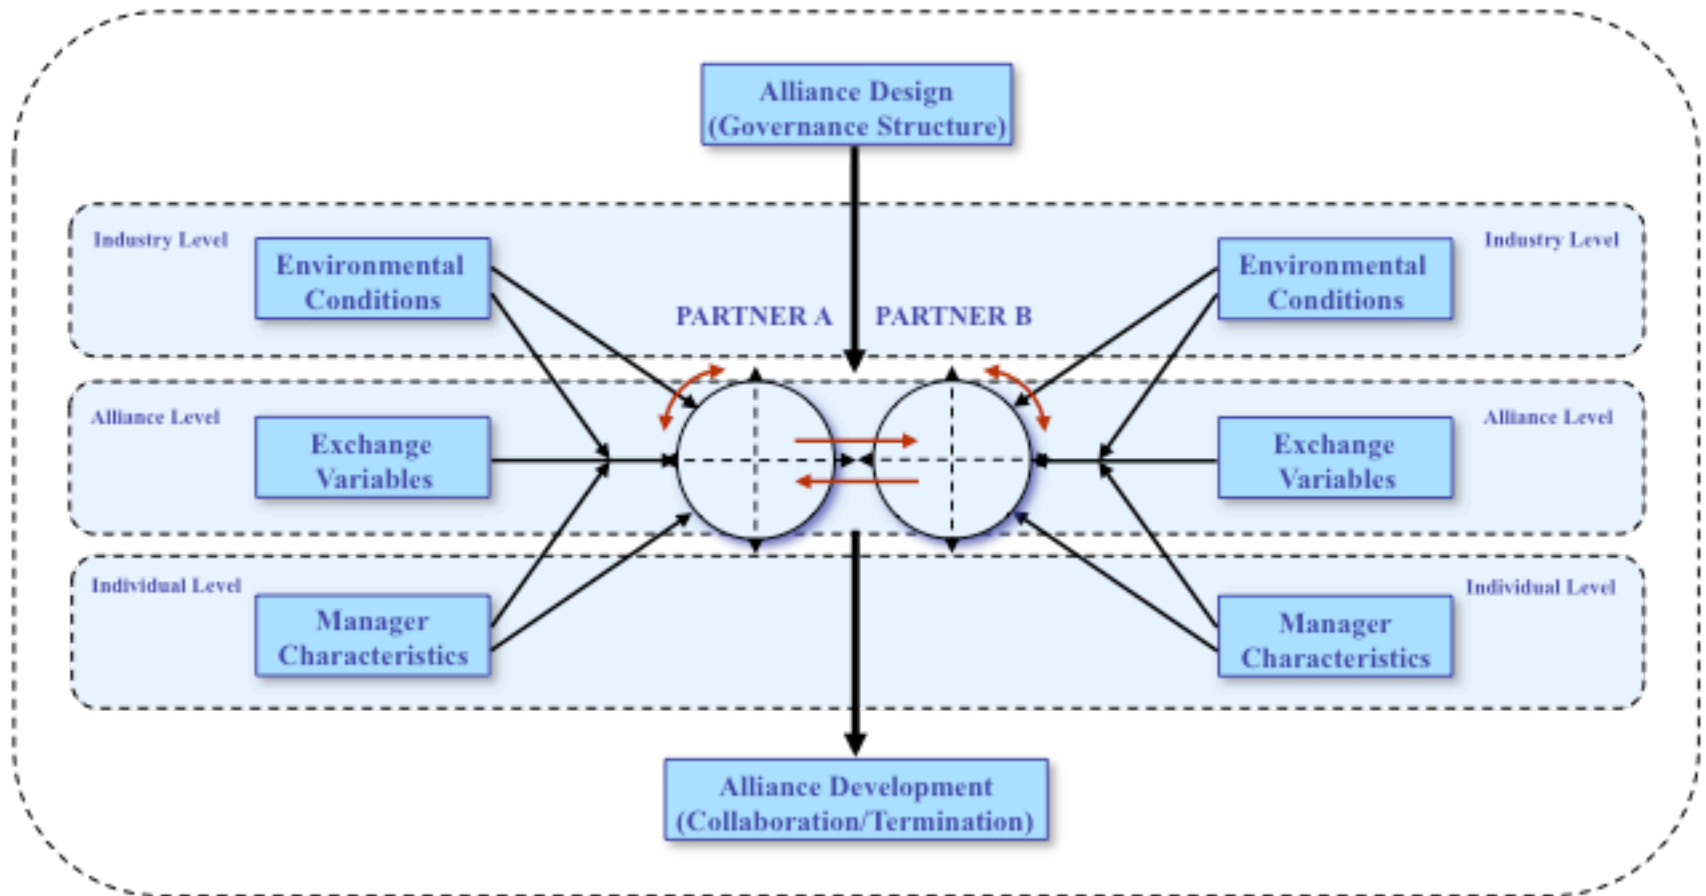 Alliance Design
(Governance Structure)
Industry Level
Environmental
Conditions
PARTNER A
PARTNER B
Environmental
Conditions
Industry Level
Alliance Level
Exchange
Variables
Exchange
Variables
Alliance Level
Individual Level
Manager
Characteristics
Manager
Characteristics
Individual Level
Alliance Development
(Collaboration/Termination)